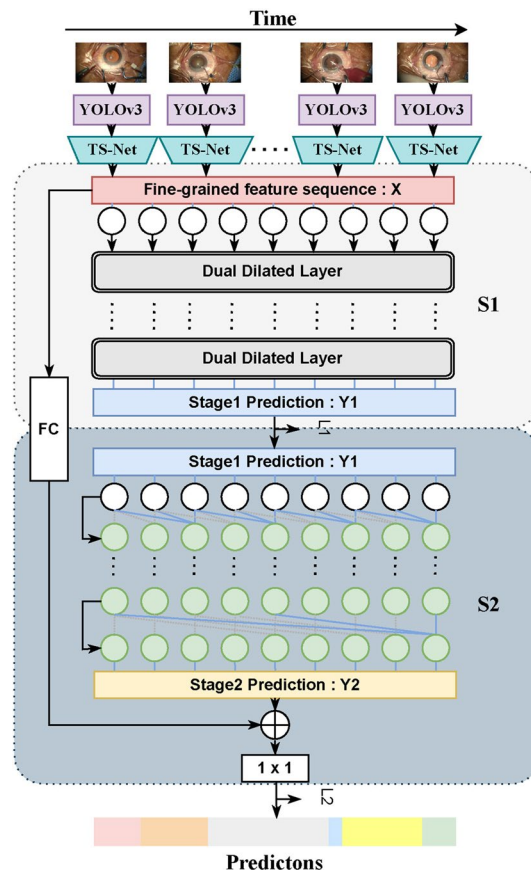 Time
YOLOv3 YOLOv3 YOLOv3 YOLOv3
TS-Net TS-Net TS-Net TS-Net
Fine-grained feature sequence : X
Dual Dilated Layer
S1
Dual Dilated Layer
Stage1 Prediction : Y1
FC
L1
Stage1 Prediction : Y1
S2
Stage2 Prediction : Y2
1 x 1
L2
Predictons